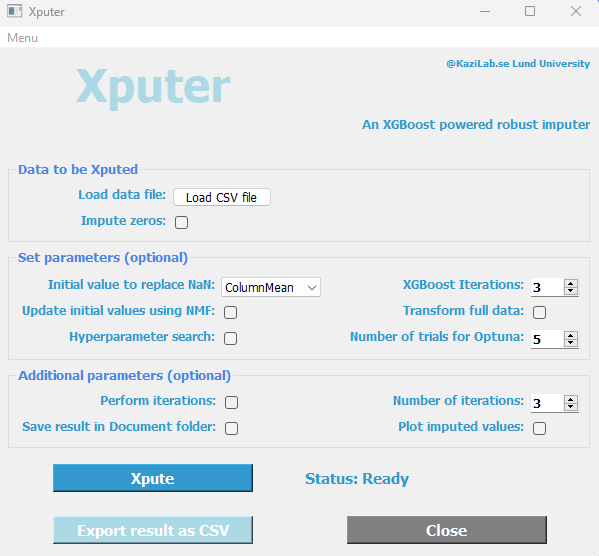 Xputer
Menu
@KaziLab.se Lund University
Xputer
An XGBoost powered robust imputer
Data to be Xputed
Load data file: Load CSV file
Impute zeros:
Set parameters (optional)
Initial value to replace NaN: ColumnMean XGBoost Iterations: 3
Update initial values using NMF: Transform full data:
Hyperparameter search: Number of trials for Optuna: 5
Additional parameters (optional)
Perform iterations: Number of iterations: 3
Save result in Document folder: Plot imputed values:
Xpute Status: Ready
Export result as CSV Close